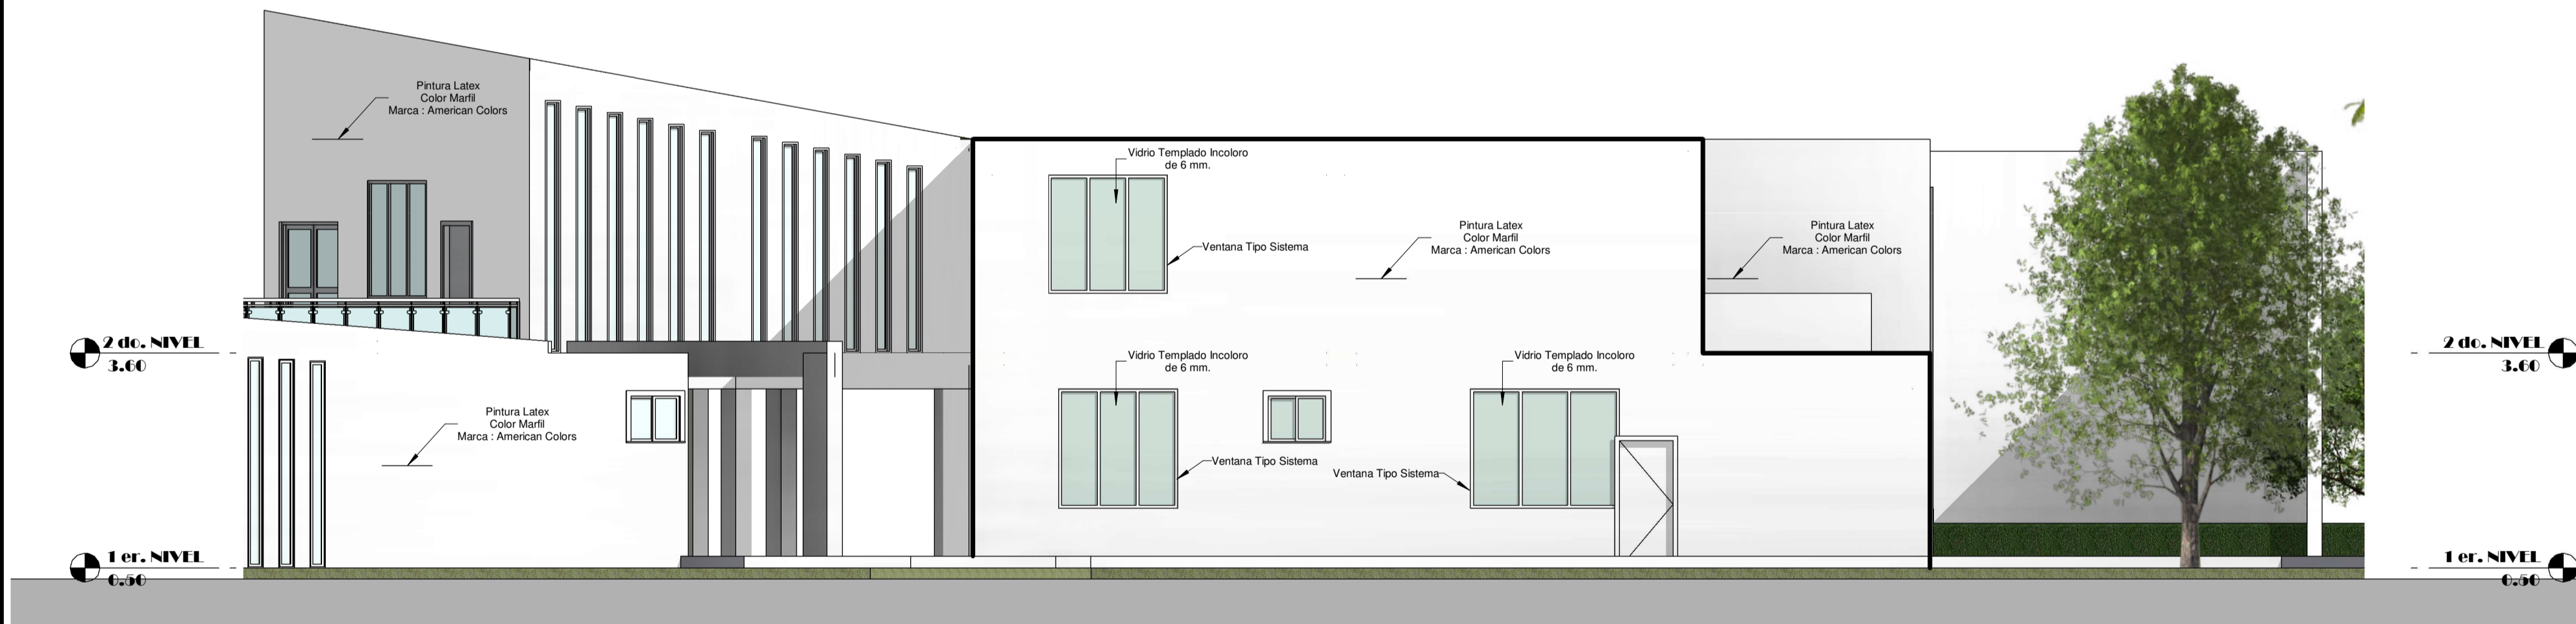 Pintura Latex
Color Marfil
Marca : American Colors
Vidrio Templado Incoloro
de 6 mm.
Ventana Tipo Sistema
Pintura Latex
Color Marfil
Marca : American Colors
Pintura Latex
Color Marfil
Marca : American Colors
2 do. NIVEL
3.60
2 do. NIVEL
3.60
Vidrio Templado Incoloro
de 6 mm.
Vidrio Templado Incoloro
de 6 mm.
Pintura Latex
Color Marfil
Marca : American Colors
Ventana Tipo Sistema
Ventana Tipo Sistema
1 er. NIVEL
0.50
1 er. NIVEL
0.50